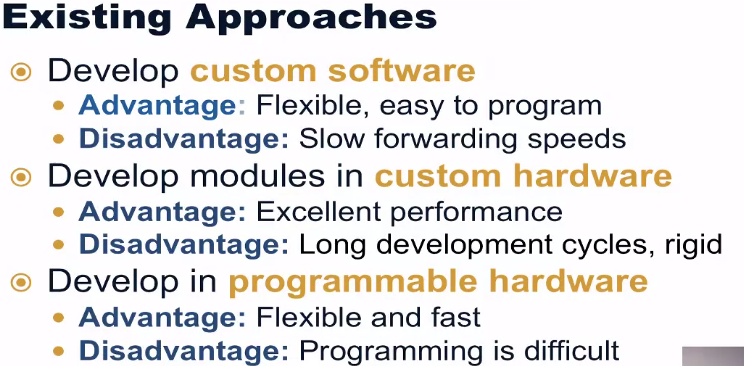 Existing Approaches
Develop custom software
Advantage: Flexible, easy to program
Disadvantage: Slow forwarding speeds
Develop modules in custom hardware
Advantage: Excellent performance
Disadvantage: Long development cycles, rigid
Develop in programmable hardware
Advantage: Flexible and fast
Disadvantage: Programming is difficult